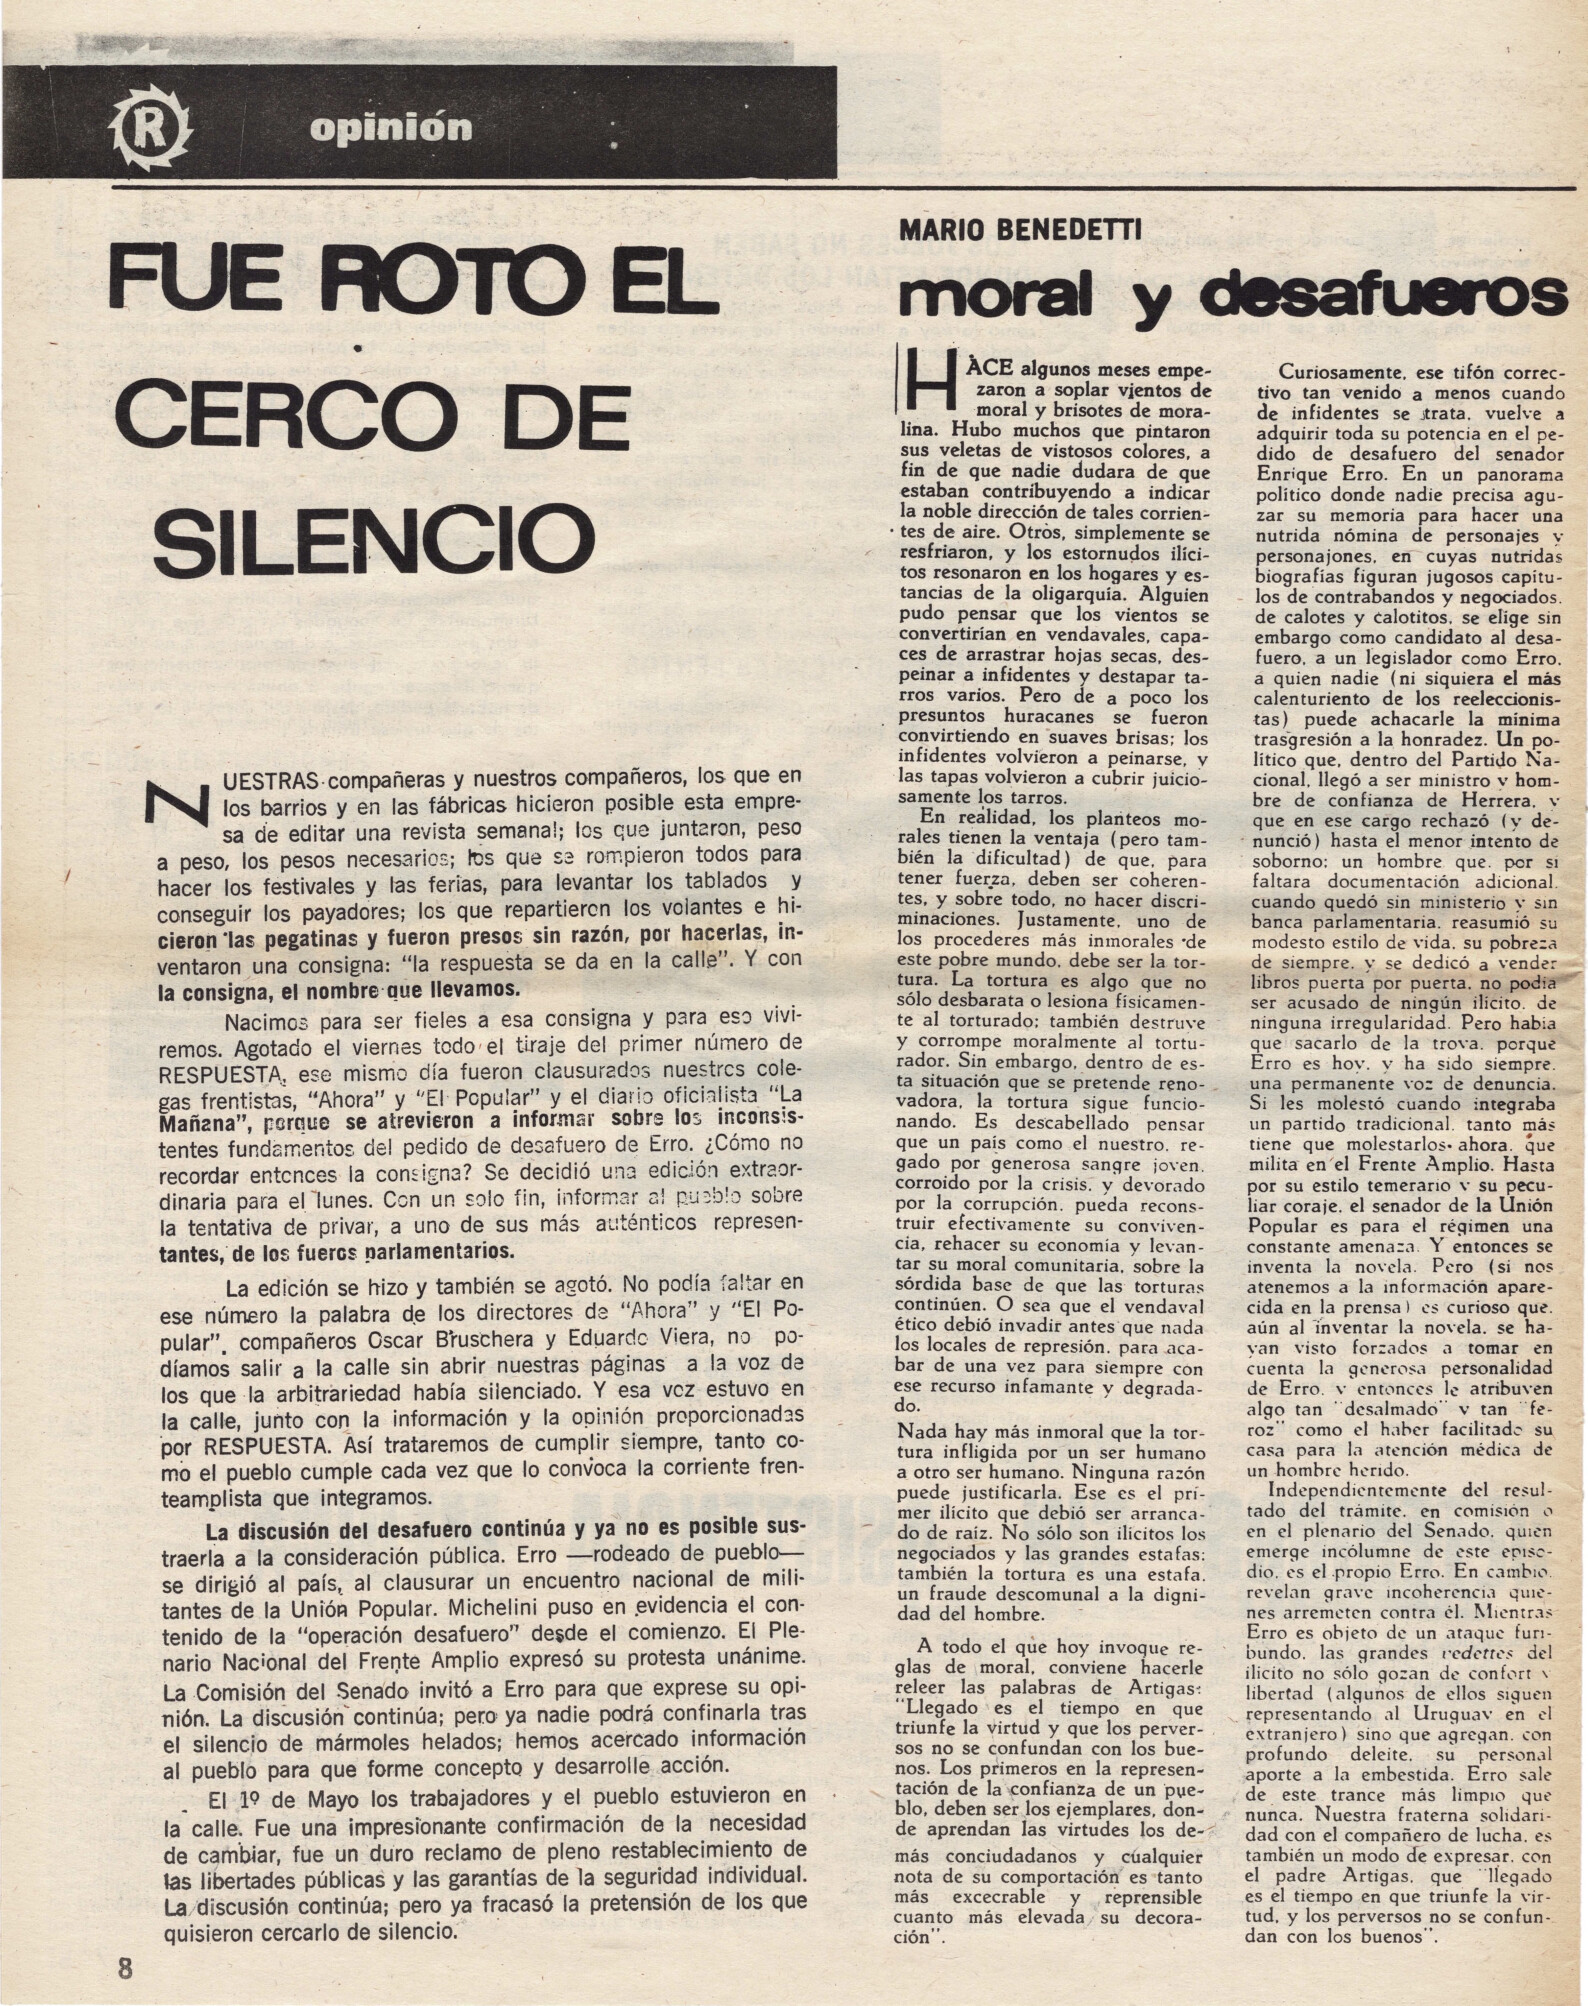 R
opinión
FUE ROTO EL
CERCO DE
SILENCIO
NUESTRAS compañeras y nuestros compañeros, los que en
los barrios y en las fábricas hicieron posible esta empre-
sa de editar una revista semanal; los que juntaron, peso
a peso, los pesos necesarios; los que se rompieron todos para
hacer los festivales y las ferias, para levantar los tablados y
conseguir los payadores; los que repartieron los volantes e hi-
cieron las pegatinas y fueron presos sin razón, por hacerlas, in-
ventaron una consigna: "la respuesta se da en la calle". Y con
la consigna, el nombre que llevamos.
Nacimos para ser fieles a esa consigna y para eso vivi-
remos. Agotado el viernes todo el tiraje del primer número de
RESPUESTA, ese mismo día fueron clausurados nuestros cole-
gas frentistas, "Ahora" y "El Popular" y el diario oficialista "La
Mañana", porque se atrevieron a informar sobre los inconsis-
tentes fundamentos del pedido de desafuero de Erro. ¿Cómo no
recordar entonces la consigna? Se decidió una edición extraor-
dinaria para el lunes. Con un solo fin, informar al pueblo sobre
la tentativa de privar, a uno de sus más auténticos represen-
tantes, de los fueros parlamentarios.
La edición se hizo y también se agotó. No podía faltar en
ese número la palabra de los directores de "Ahora" y "El Po-
pular", compañeros Oscar Bruschera y Eduardo Viera, no po-
díamos salir a la calle sin abrir nuestras páginas a la voz de
los que la arbitrariedad había silenciado. Y esa voz estuvo en
la calle, junto con la información y la opinión proporcionadas
por RESPUESTA. Así trataremos de cumplir siempre, tanto co-
mo el pueblo cumple cada vez que lo convoca la corriente fren-
teamplista que integramos.
La discusión del desafuero continúa y ya no es posible sus-
traerla a la consideración pública. Erro —rodeado de pueblo—
se dirigió al país, al clausurar un encuentro nacional de mili-
tantes de la Unión Popular. Michelini puso en evidencia el con-
tenido de la "operación desafuero" desde el comienzo. El Ple-
nario Nacional del Frente Amplio expresó su protesta unánime.
La Comisión del Senado invitó a Erro para que exprese su opi-
nión. La discusión continúa; pero ya nadie podrá confinarla tras
el silencio de mármoles helados; hemos acercado información
al pueblo para que forme concepto y desarrolle acción.
El 1º de Mayo los trabajadores y el pueblo estuvieron en
la calle. Fue una impresionante confirmación de la necesidad
de cambiar, fue un duro reclamo de pleno restablecimiento de
las libertades públicas y las garantías de la seguridad individual.
La discusión continúa; pero ya fracasó la pretensión de los que
quisieron cercarlo de silencio.
8
MARIO BENEDETTI
moral y desafueros
HACE algunos meses empe-
zaron a soplar vientos de
moral y brisotes de mora-
lina. Hubo muchos que pintaron
sus veletas de vistosos colores, a
fin de que nadie dudara de que
estaban contribuyendo a indicar
la noble dirección de tales corrien-
tes de aire. Otros, simplemente se
resfriaron, y los estornudos ilíci-
tos resonaron en los hogares y es-
tancias de la oligarquía. Alguien
pudo pensar que los vientos se
convertirían en vendavales, capa-
ces de arrastrar hojas secas, des-
peinar a infidentes y destapar ta-
rros varios. Pero de a poco los
presuntos huracanes se fueron
convirtiendo en suaves brisas; los
infidentes volvieron a peinarse, y
las tapas volvieron a cubrir juicio-
samente los tarros.
En realidad, los planteos mo-
rales tienen la ventaja (pero tam-
bién la dificultad) de que, para
tener fuerza, deben ser coheren-
tes, y sobre todo, no hacer discri-
minaciones. Justamente, uno de
los procederes más inmorales de
este pobre mundo, debe ser la tor-
tura. La tortura es algo que no
sólo desbarata o lesiona físicamen-
te al torturado; también destruye
y corrompe moralmente al tortu-
rador. Sin embargo, dentro de es-
ta situación que se pretende reno-
vadora, la tortura sigue funcio-
nando. Es descabellado pensar
que un país como el nuestro, re-
gado por generosa sangre joven,
corroido por la crisis, y devorado
por la corrupción, pueda recons-
truir efectivamente su conviven-
cia, rehacer su economía y levan-
tar su moral comunitaria, sobre la
sórdida base de que las torturas
continúen. O sea que el vendaval
ético debió invadir antes que nada
los locales de represión, para aca-
bar de una vez para siempre con
ese recurso infamante y degrada-
do.
Nada hay más inmoral que la tor-
tura infligida por un ser humano
a otro ser humano. Ninguna razón
puede justificarla. Ese es el pri-
mer ilícito que debió ser arranca-
do de raíz. No sólo son ilícitos los
negociados y las grandes estafas;
también la tortura es una estafa,
un fraude descomunal a la digni-
dad del hombre.
A todo el que hoy invoque re-
glas de moral, conviene hacerle
releer las palabras de Artigas:
"Llegado es el tiempo en que
triunfe la virtud y que los perver-
sos no se confundan con los bue-
nos. Los primeros en la represen-
tación de la confianza de un pue-
blo, deben ser los ejemplares, don-
de aprendan las virtudes los de-
más conciudadanos y cualquier
nota de su comportación es tanto
más excecrable y reprensible
cuanto más elevada su decora-
ción".
Curiosamente, ese tifón correc-
tivo tan venido a menos cuando
de infidentes se trata, vuelve a
adquirir toda su potencia en el pe-
dido de desafuero del senador
Enrique Erro. En un panorama
político donde nadie precisa agu-
zar su memoria para hacer una
nutrida nómina de personajes y
personajones, en cuyas nutridas
biografías figuran jugosos capítu-
los de contrabandos y negociados,
de calotes y calotitos, se elige sin
embargo como candidato al desa-
fuero, a un legislador como Erro,
a quien nadie (ni siquiera el más
calenturiento de los reeleccionis-
tas) puede achacarle la mínima
trasgresión a la honradez. Un po-
lítico que, dentro del Partido Na-
cional, llegó a ser ministro y hom-
bre de confianza de Herrera, y
que en ese cargo rechazó (y de-
nunció) hasta el menor intento de
soborno; un hombre que, por si
faltara documentación adicional,
cuando quedó sin ministerio y sin
banca parlamentaria, reasumió su
modesto estilo de vida, su pobreza
de siempre, y se dedicó a vender
libros puerta por puerta, no podía
ser acusado de ningún ilícito, de
ninguna irregularidad. Pero había
que sacarlo de la trova, porque
Erro es hoy, y ha sido siempre,
una permanente voz de denuncia.
Si les molestó cuando integraba
un partido tradicional, tanto más
tiene que molestarlos ahora, que
milita en el Frente Amplio. Hasta
por su estilo temerario y su pecu-
liar coraje, el senador de la Unión
Popular es para el régimen una
constante amenaza. Y entonces se
inventa la novela. Pero (si nos
atenemos a la información apare-
cida en la prensa) es curioso que,
aún al inventar la novela, se ha-
yan visto forzados a tomar en
cuenta la generosa personalidad
de Erro, y entonces le atribuyen
algo tan "desalmado" y tan "fe-
roz" como el haber facilitado su
casa para la atención médica de
un hombre herido.
Independientemente del resul-
tado del trámite, en comisión o
en el plenario del Senado, quien
emerge incólumne de este episo-
dio, es el propio Erro. En cambio,
revelan grave incoherencia quie-
nes arremeten contra él. Mientras
Erro es objeto de un ataque furi-
bundo, las grandes vedettes del
ilícito no sólo gozan de confort y
libertad (algunos de ellos siguen
representando al Uruguay en el
extranjero) sino que agregan, con
profundo deleite, su personal
aporte a la embestida. Erro sale
de este trance más limpio que
nunca. Nuestra fraterna solidari-
dad con el compañero de lucha, es
también un modo de expresar, con
el padre Artigas, que "llegado
es el tiempo en que triunfe la vir-
tud, y los perversos no se confun-
dan con los buenos".